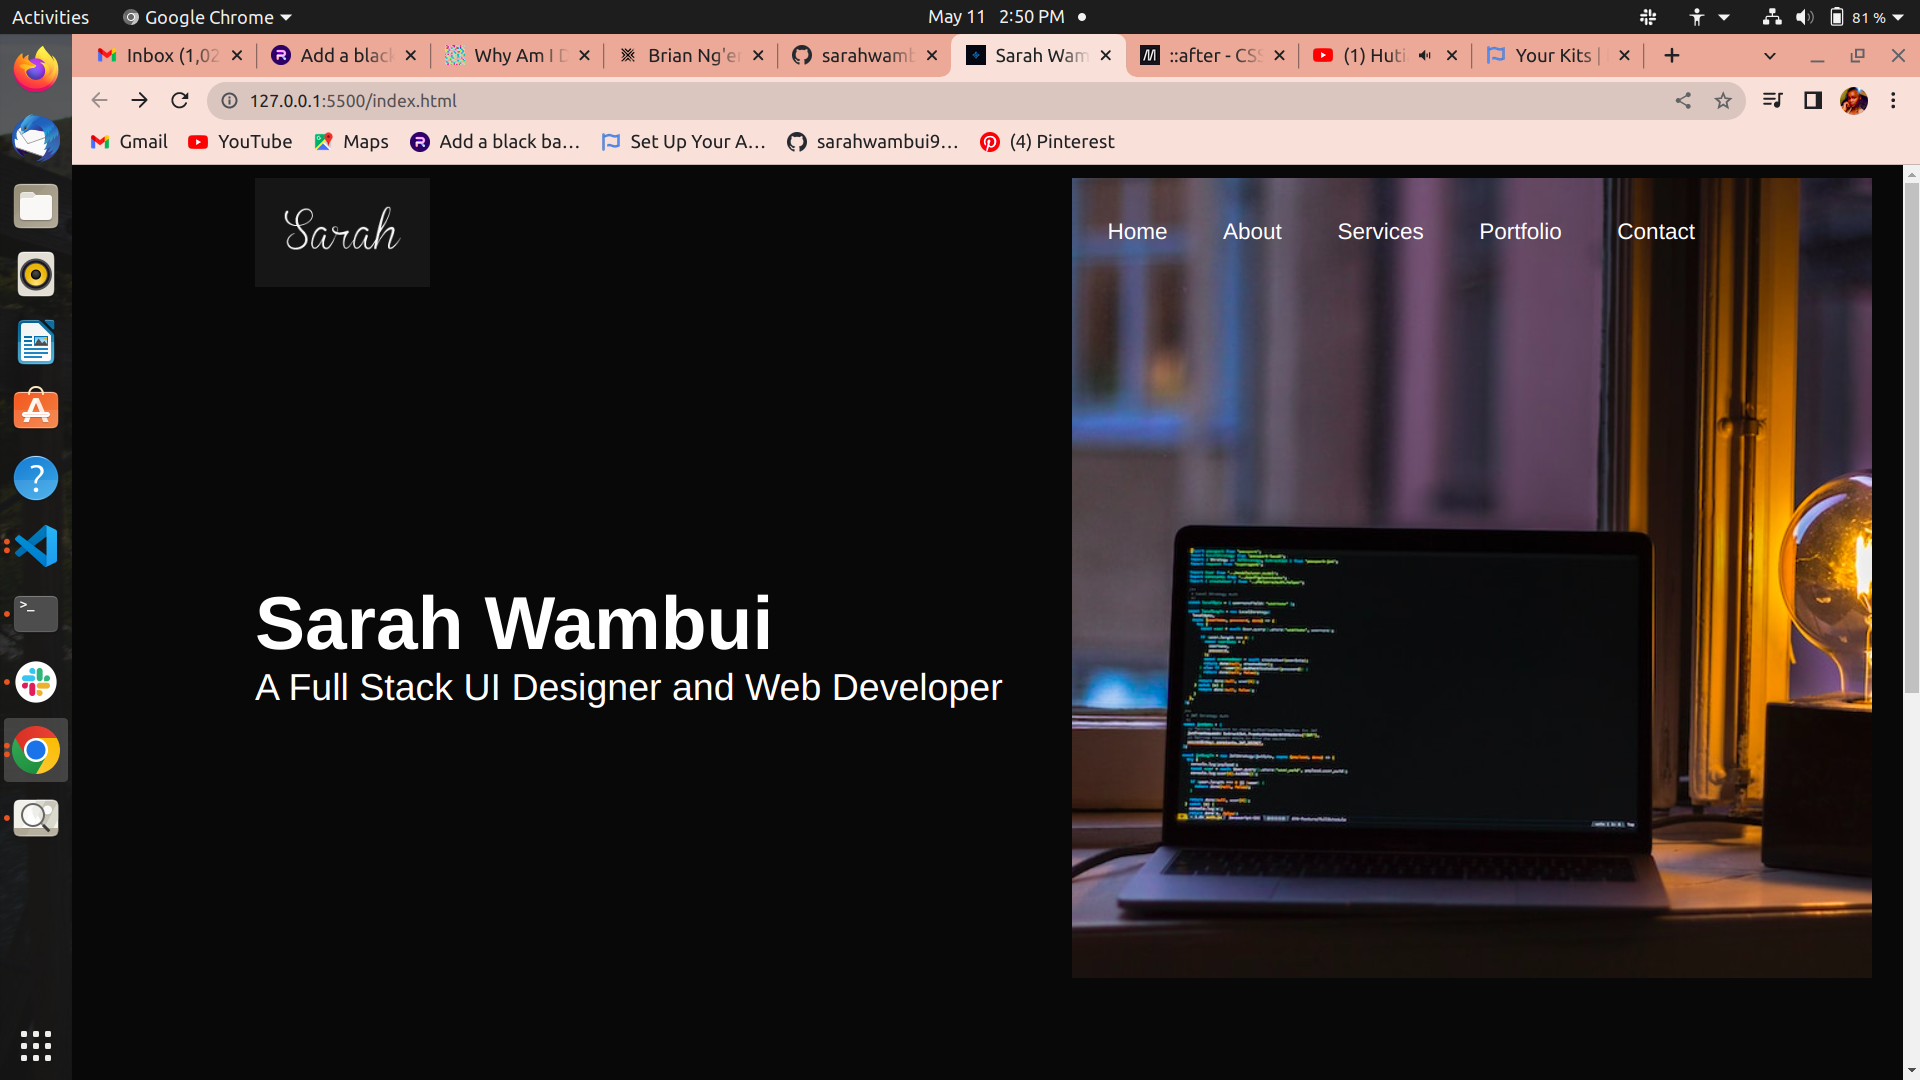 Activities
Google Chrome
May 11 2:50 PM
81 %
Inbox (1,02
Add a black
Why Am I D
Brian Ng'er
sarahwamb
Sarah Wam
::after - CSS
(1) Huti
Your Kits |
127.0.0.1:5500/index.html
Gmail
YouTube
Maps
Add a black ba...
Set Up Your A...
sarahwambui9...
(4) Pinterest
Sarah
Home
About
Services
Portfolio
Contact
Sarah Wambui
A Full Stack UI Designer and Web Developer